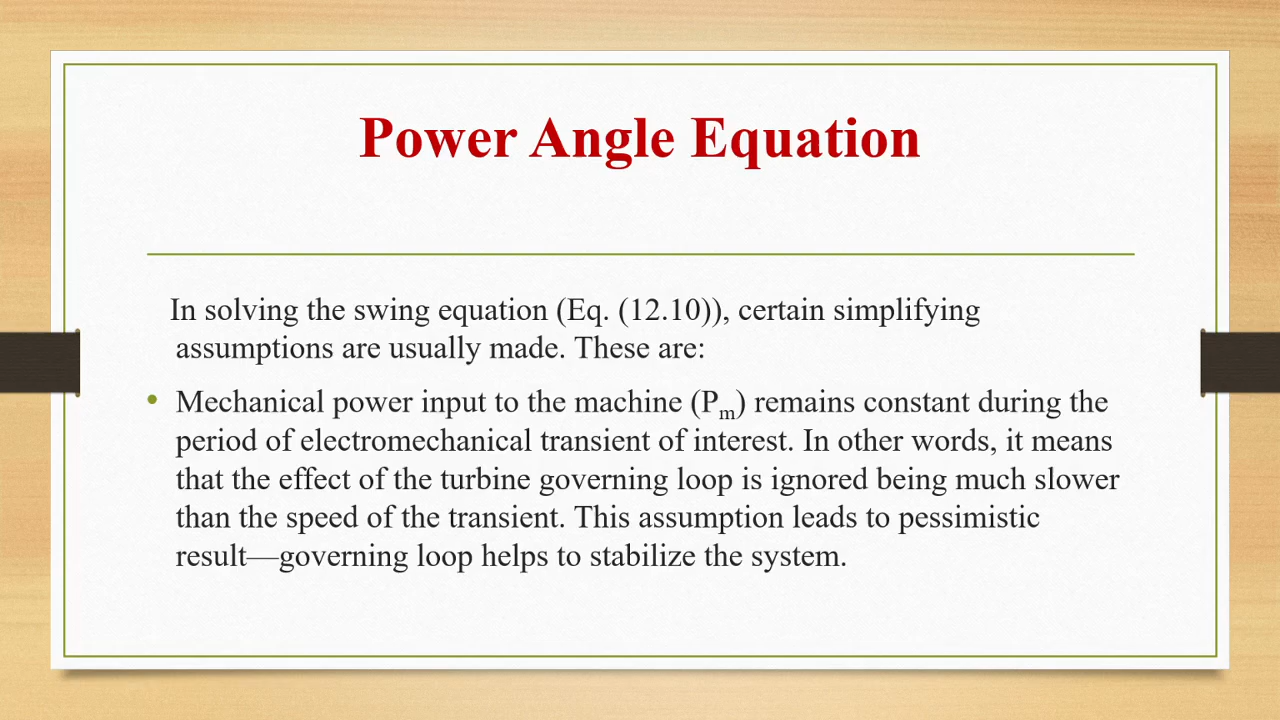 Power Angle Equation
In solving the swing equation (Eq. (12.10)), certain simplifying
assumptions are usually made. These are:
• Mechanical power input to the machine (Pm) remains constant during the
period of electromechanical transient of interest. In other words, it means
that the effect of the turbine governing loop is ignored being much slower
than the speed of the transient. This assumption leads to pessimistic
result—governing loop helps to stabilize the system.